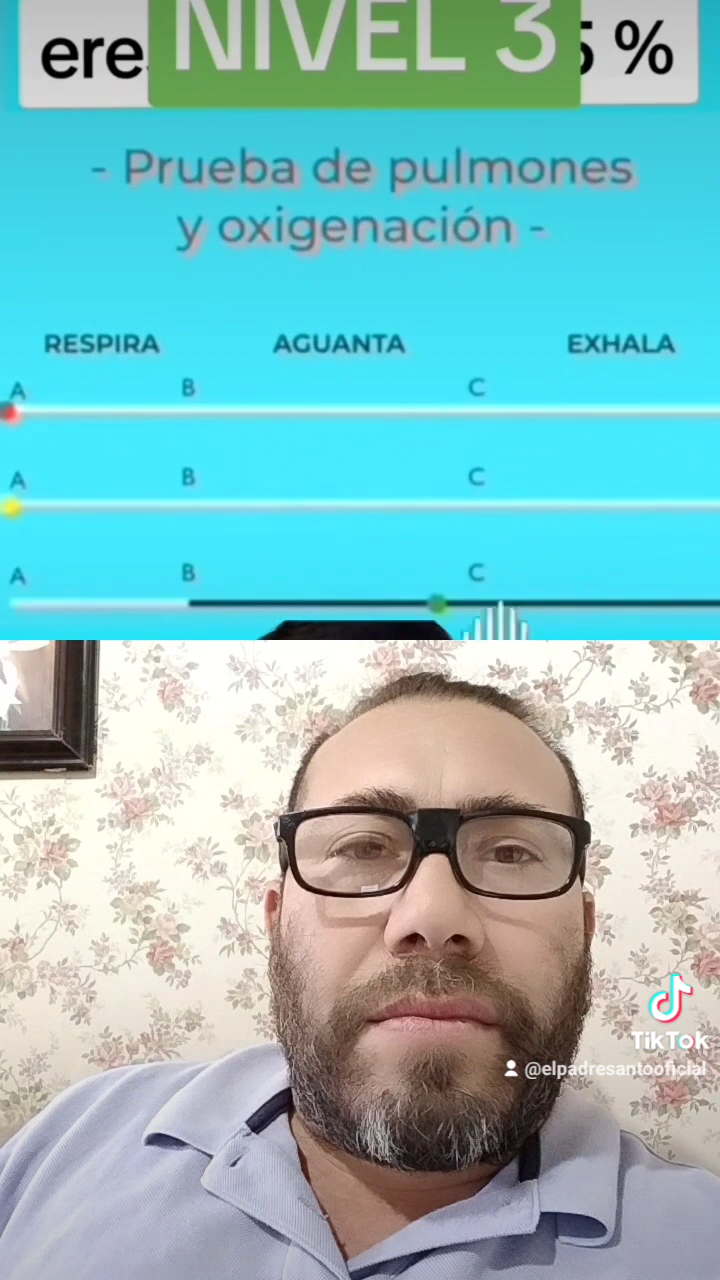 NIVEL 3
ere
5 %
- Prueba de pulmones
y oxigenación -
RESPIRA AGUANTA EXHALA
A B C
A B C
A B C
TikTok
@elpadresantooficial